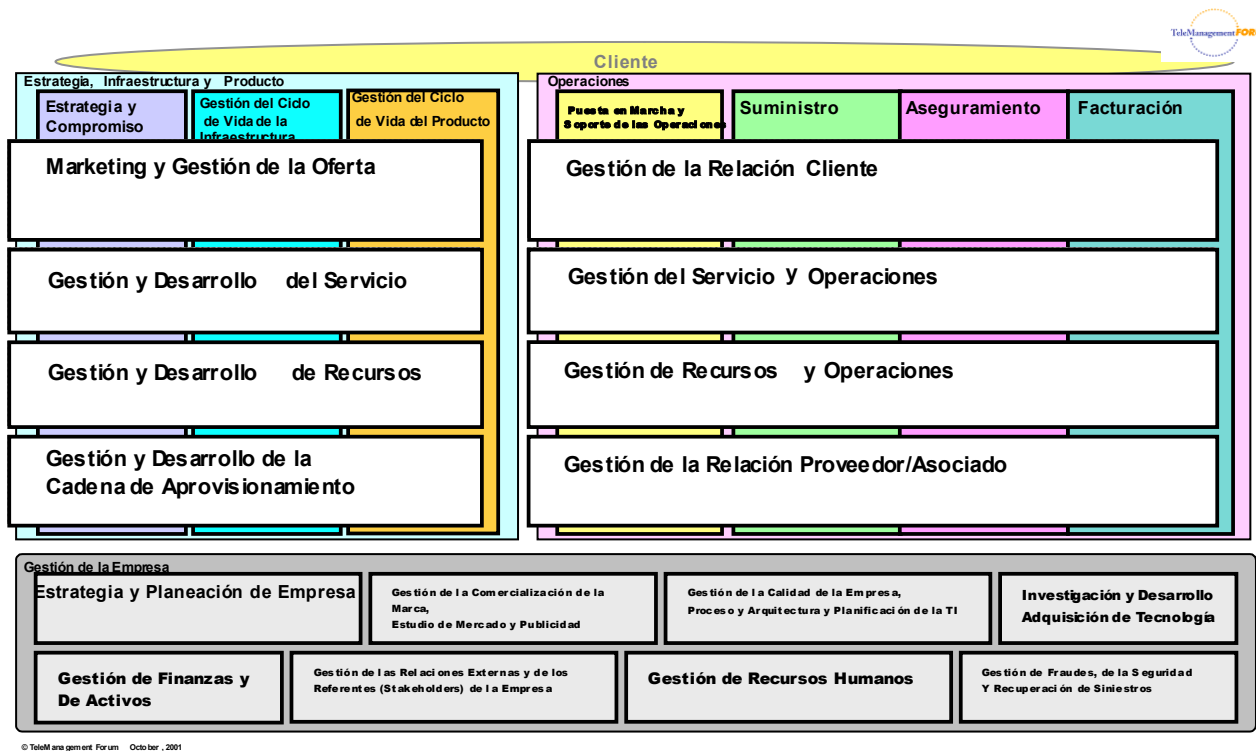 TeleManagement FOR
Cliente
Estrategia, Infraestructura y Producto
Estrategia y
Compromiso
Gestión del Ciclo
de Vida de la
Infraestructura
Gestión del Ciclo
de Vida del Producto
Operaciones
Puesta en Marcha y
Soporte de las Operaciones
Suministro
Aseguramiento
Facturación
Marketing y Gestión de la Oferta
Gestión y Desarrollo del Servicio
Gestión y Desarrollo de Recursos
Gestión y Desarrollo de la
Cadena de Aprovisionamiento
Gestión de la Relación Cliente
Gestión del Servicio y Operaciones
Gestión de Recursos y Operaciones
Gestión de la Relación Proveedor/Asociado
Gestión de la Empresa
Estrategia y Planeación de Empresa
Gestión de la Comercialización de la
Marca,
Estudio de Mercado y Publicidad
Gestión de la Calidad de la Empresa,
Proceso y Arquitectura y Planificación de la TI
Investigación y Desarrollo
Adquisición de Tecnología
Gestión de Finanzas y
De Activos
Gestión de las Relaciones Externas y de los
Referentes (Stakeholders) de la Empresa
Gestión de Recursos Humanos
Gestión de Fraudes, de la Seguridad
Y Recuperación de Siniestros
© TeleManagement Forum October, 2001